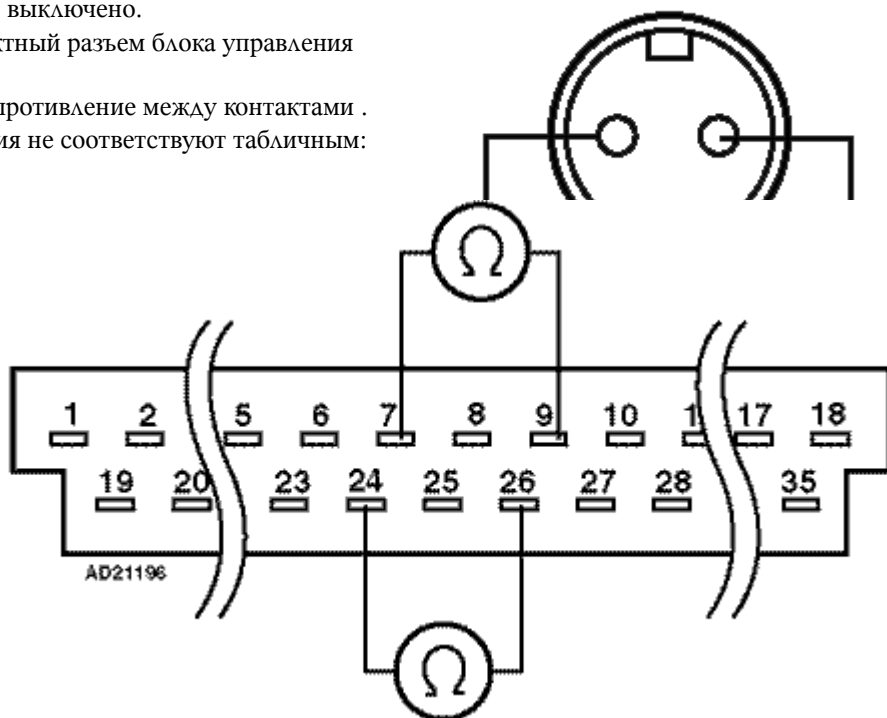 выключено.
ктный разъем блока управления
противление между контактами .
ия не соответствуют табличным:
Ω
1 2 5 6 7 8 9 10 1 17 18
19 20 23 24 25 26 27 28 35
AD21196
Ω